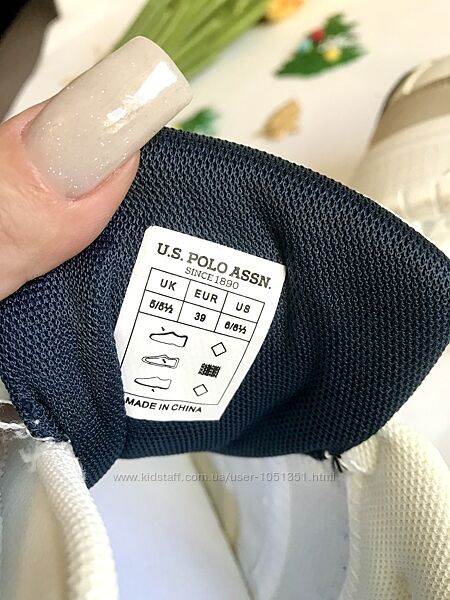 U.S. POLO ASSN.
SINCE 1890
UK EUR US
5/5½ 39 6/6½
MADE IN CHINA
www.kidstaff.com.ua/user-1051351.html